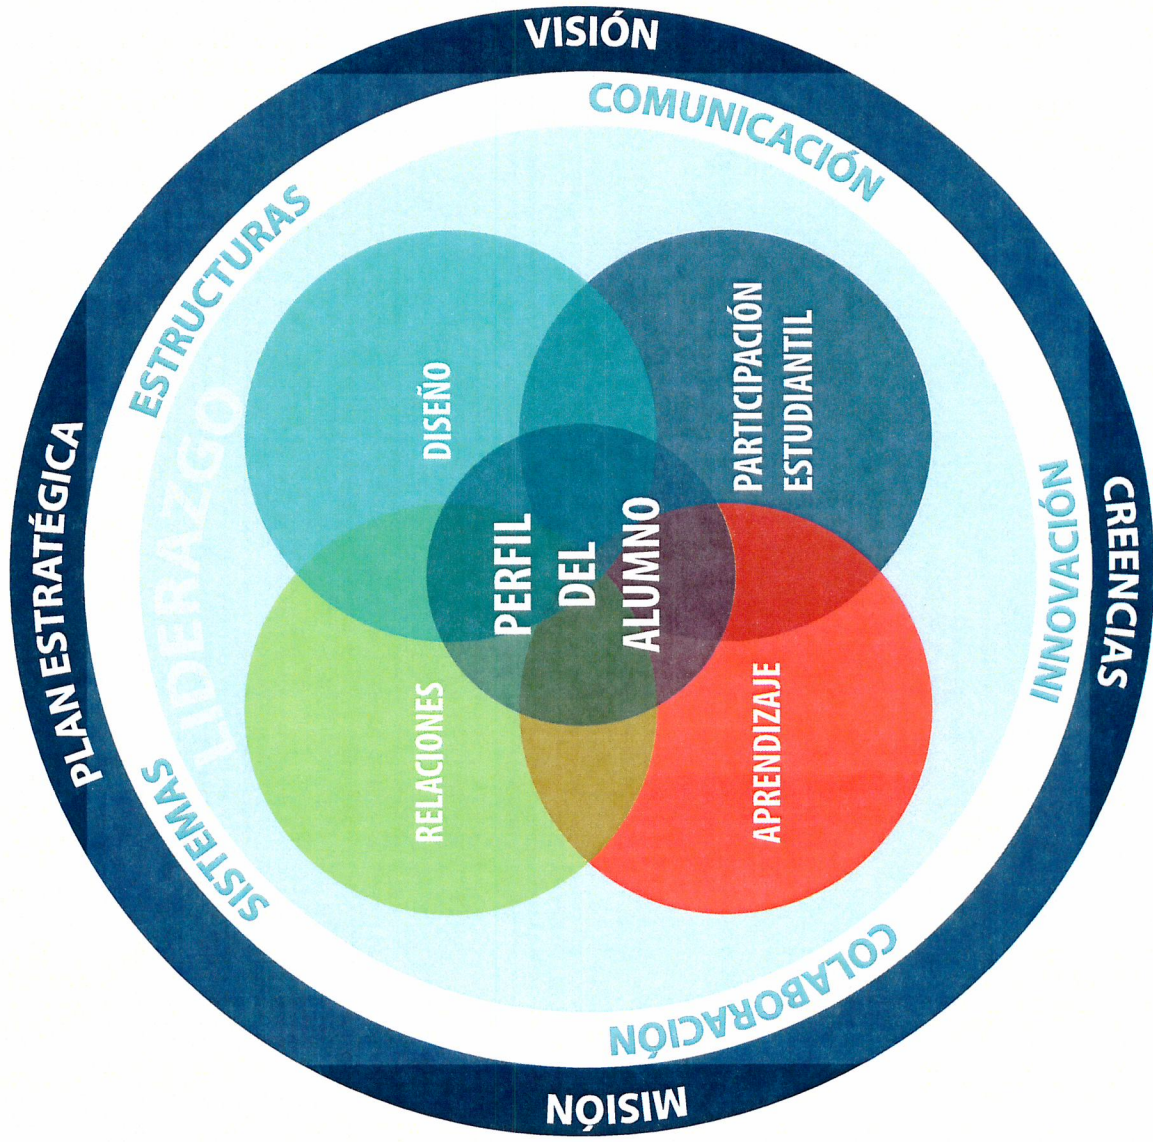 PLAN ESTRATÉGICA
SISTEMAS
ESTRUCTURAS
LIDERAZGO
RELACIONES
DISEÑO
PERFIL
DEL
ALUMNO
MISIÓN
VISIÓN
COLABORACIÓN
COMUNICACIÓN
APRENDIZAJE
PARTICIPACIÓN
ESTUDIANTIL
INNOVACIÓN
CREENCIAS